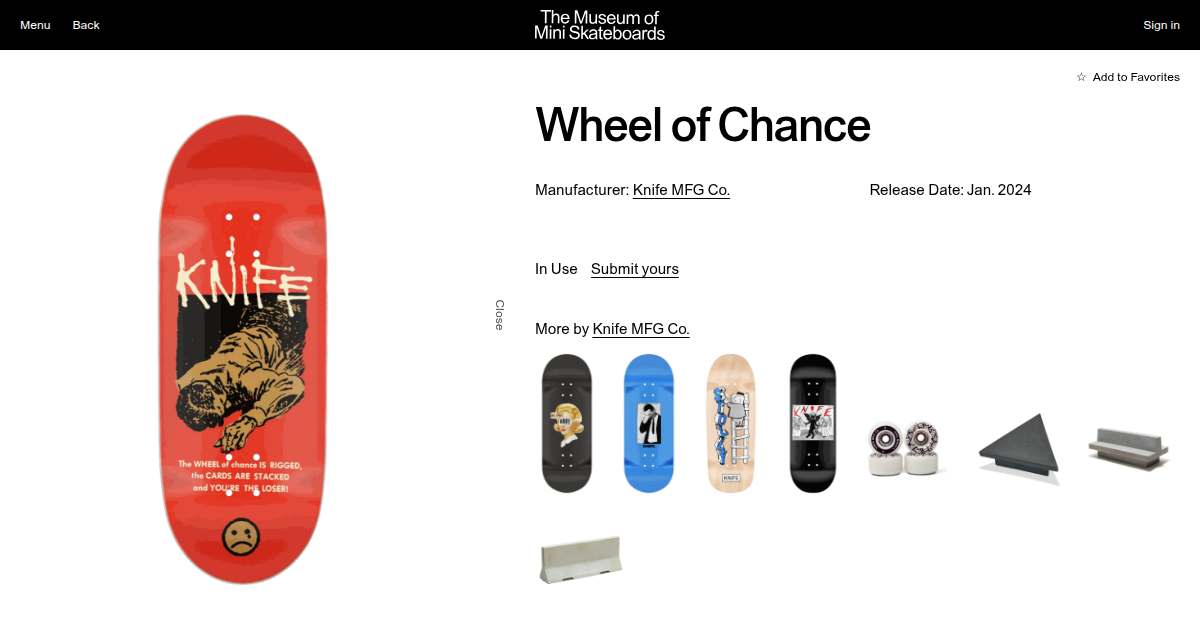 Menu
Back
The Museum of
Mini Skateboards
Sign in
☆ Add to Favorites
Wheel of Chance
Manufacturer: Knife MFG Co.
Release Date: Jan. 2024
In Use
Submit yours
Close
More by Knife MFG Co.
KNIFE
The WHEEL of chance IS RIGGED,
the CARDS ARE STACKED
and YOU'RE THE LOSER!
KNIFE
KNIFE